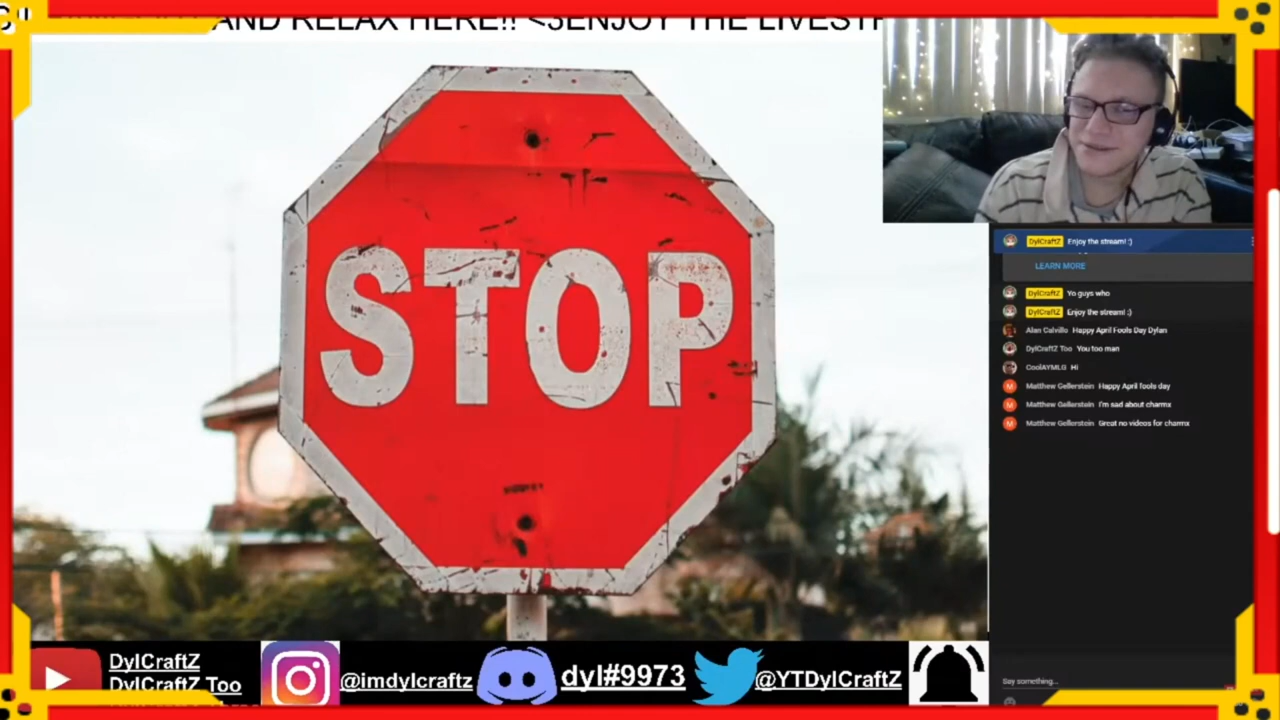 AND RELAX HERE!! <3ENJOY THE LIVEST
STOP
DylCraftZ Enjoy the stream! :)
LEARN MORE
DylCraftZ Yo guys who
DylCraftZ Enjoy the stream! :)
Alan Calvillo Happy April Fools Day Dylan
DylCraftZ Too You too man
CoolAYMLG Hi
M Matthew Gellerstein Happy April fools day
M Matthew Gellerstein I'm sad about charmx
M Matthew Gellerstein Great no videos for charmx
Say something...
DylCraftZ
DylCraftZ Too
@imdylcraftz
dyl#9973
@YTDylCraftZ